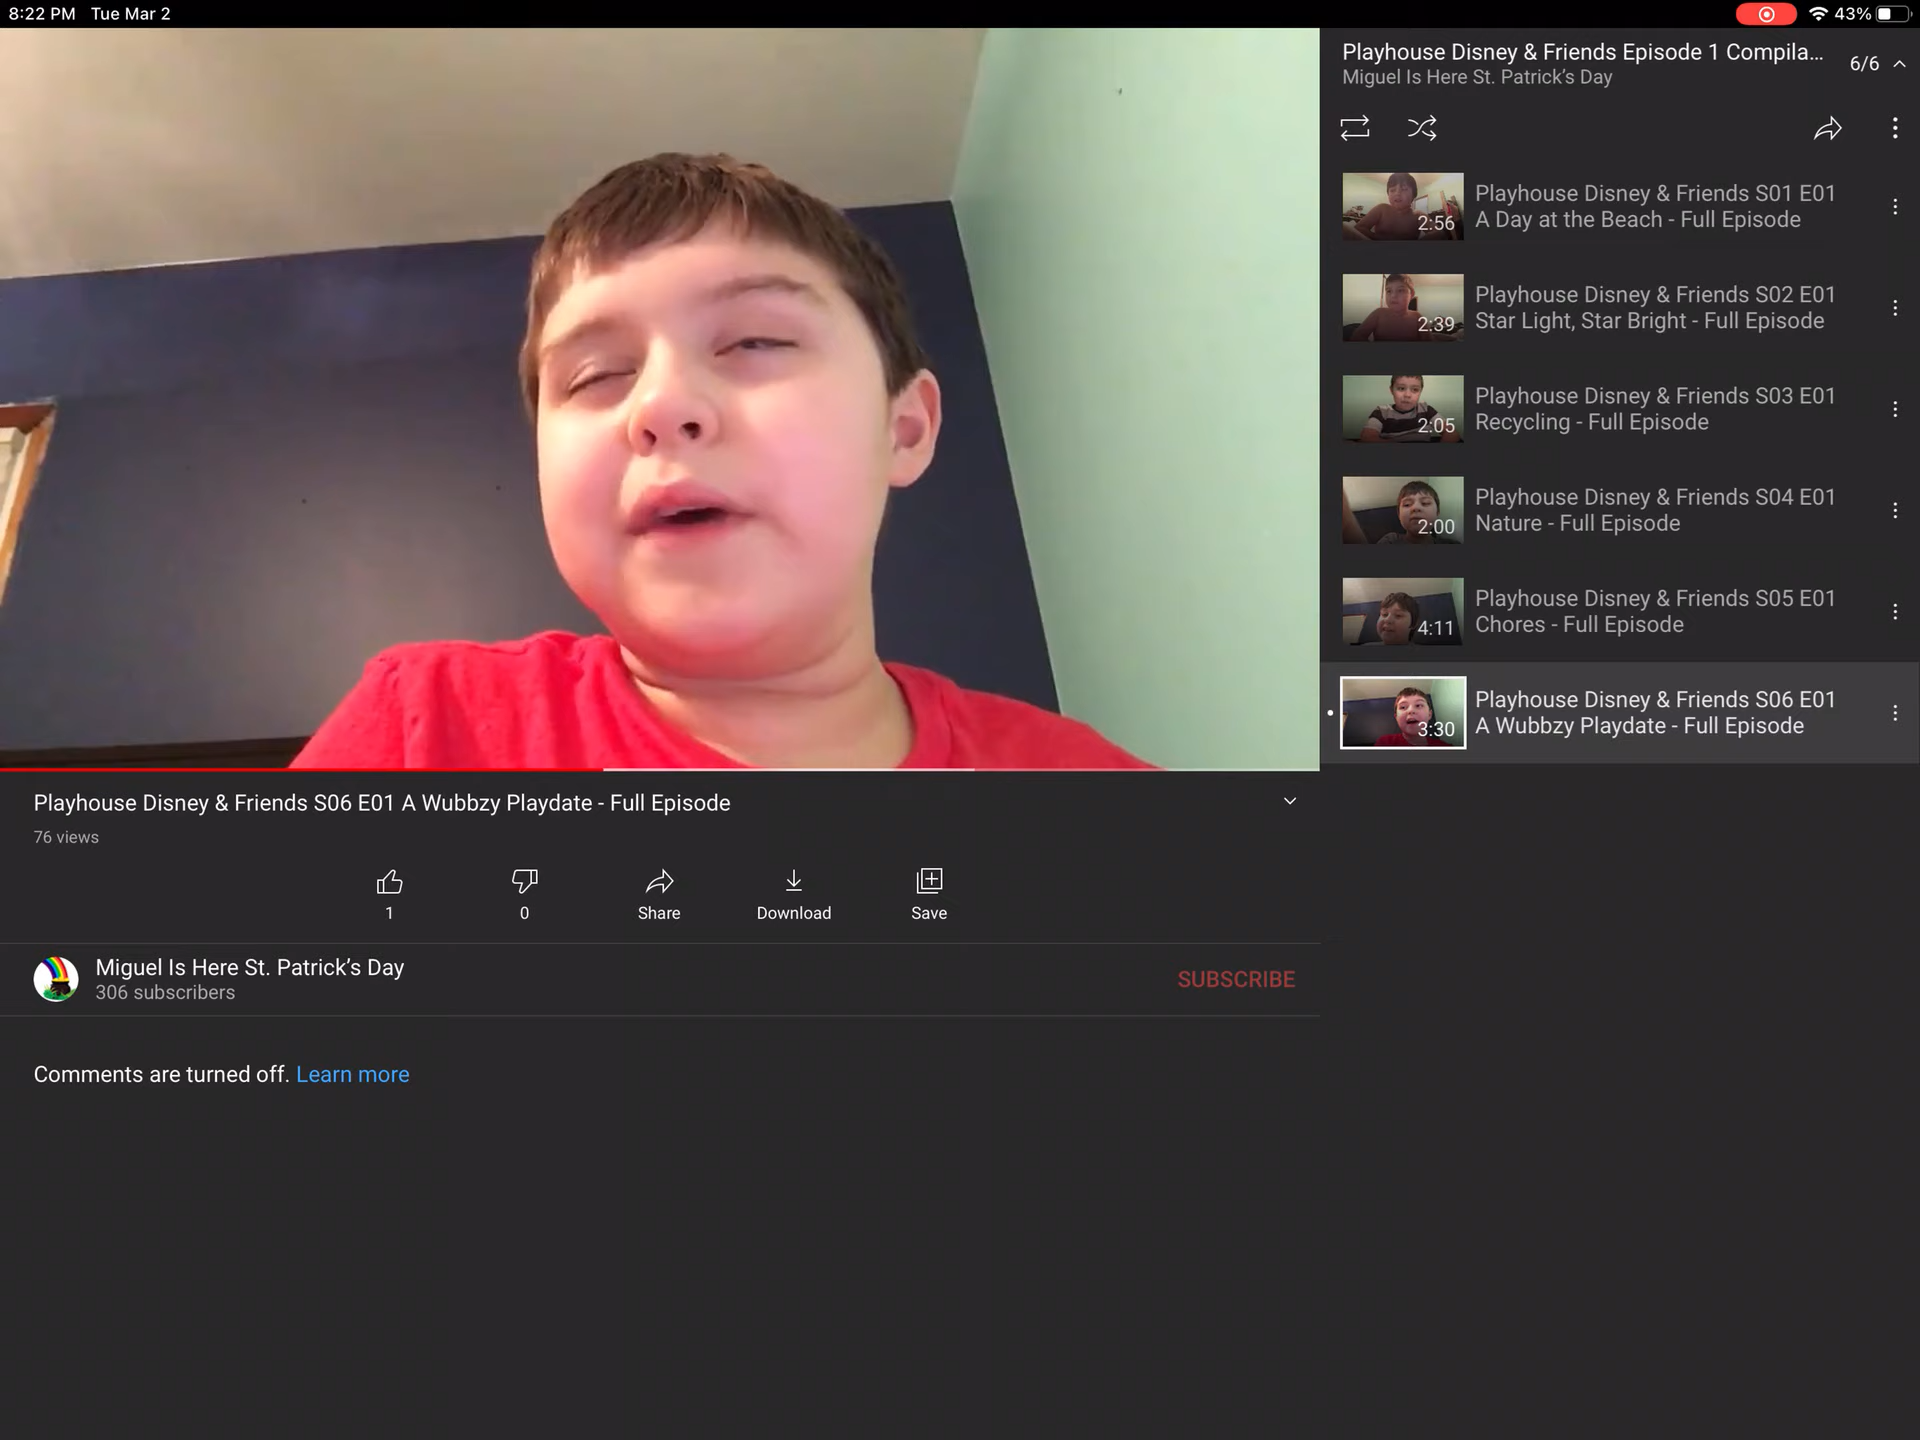 8:22 PM Tue Mar 2
43%
Playhouse Disney & Friends Episode 1 Compila...
Miguel Is Here St. Patrick's Day
6/6
Playhouse Disney & Friends S01 E01
A Day at the Beach - Full Episode
2:56
Playhouse Disney & Friends S02 E01
Star Light, Star Bright - Full Episode
2:39
Playhouse Disney & Friends S03 E01
Recycling - Full Episode
2:05
Playhouse Disney & Friends S04 E01
Nature - Full Episode
2:00
Playhouse Disney & Friends S05 E01
Chores - Full Episode
4:11
Playhouse Disney & Friends S06 E01
A Wubbzy Playdate - Full Episode
3:30
Playhouse Disney & Friends S06 E01 A Wubbzy Playdate - Full Episode
76 views
1
0
Share
Download
Save
Miguel Is Here St. Patrick's Day
306 subscribers
SUBSCRIBE
Comments are turned off. Learn more